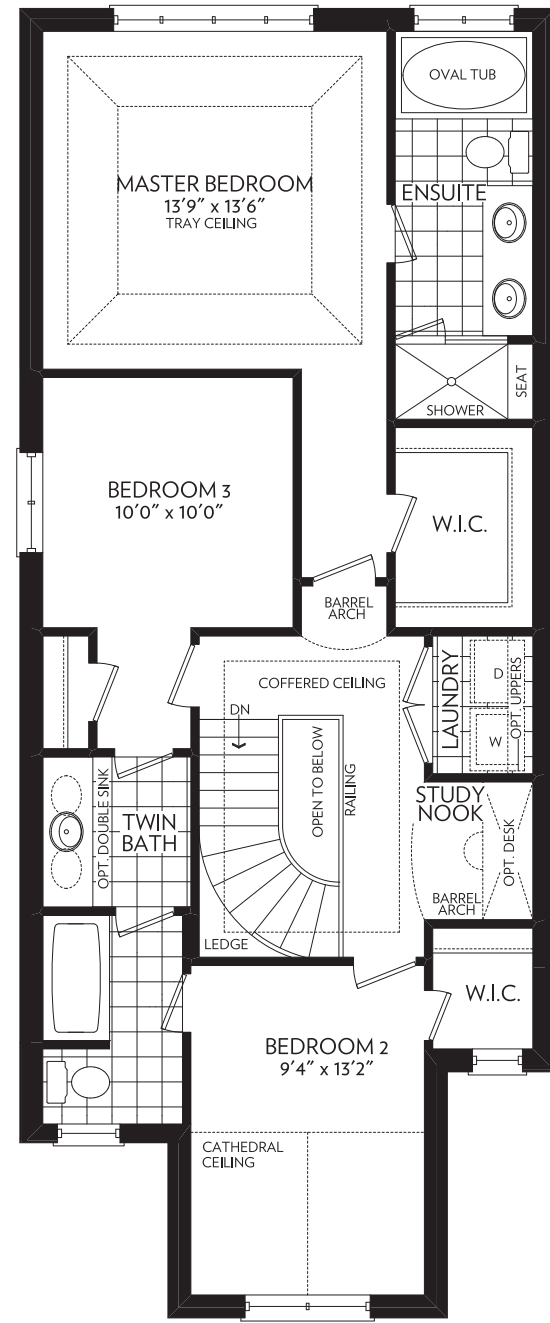 OVAL TUB
MASTER BEDROOM
13'9" x 13'6"
TRAY CEILING
ENSUITE
SEAT
SHOWER
BEDROOM 3
10'0" x 10'0"
W.I.C.
BARREL
ARCH
COFFERED CEILING
LAUNDRY
D
W
OPT. UPPERS
DN
OPEN TO BELOW
RAILING
STUDY
NOOK
OPT. DESK
BARREL
ARCH
OPT. DOUBLE SINK
TWIN
BATH
LEDGE
W.I.C.
BEDROOM 2
9'4" x 13'2"
CATHEDRAL
CEILING